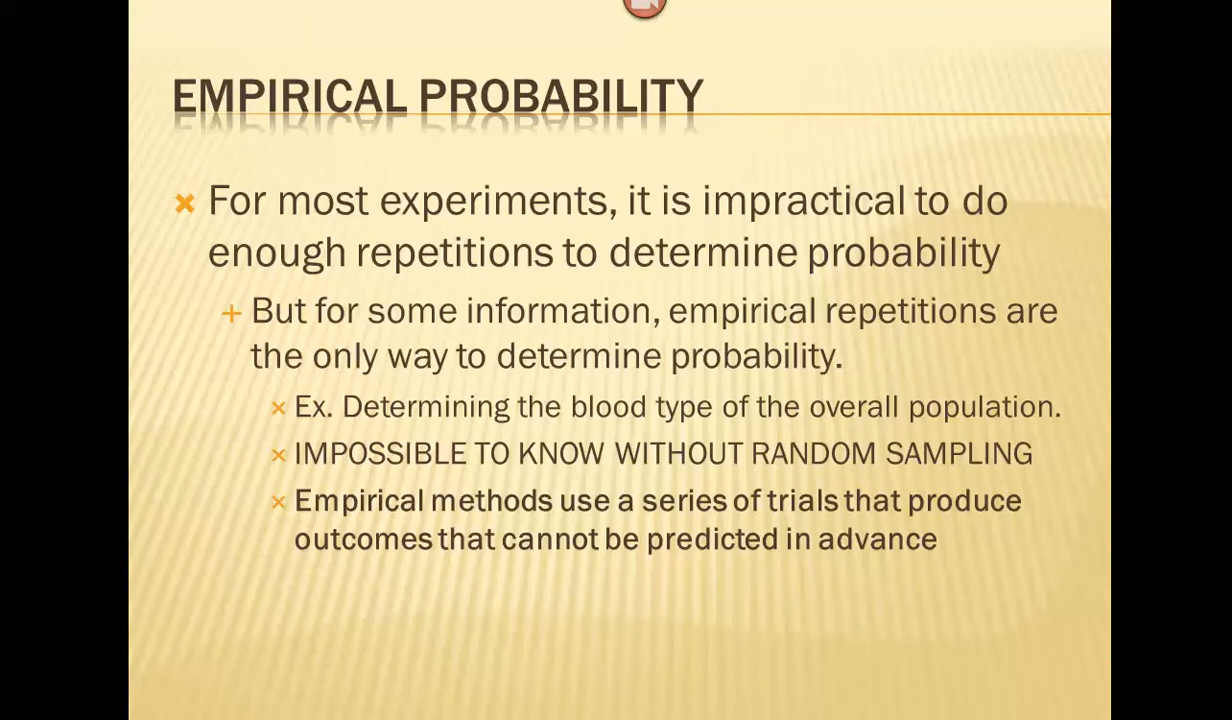 EMPIRICAL PROBABILITY
For most experiments, it is impractical to do
enough repetitions to determine probability
But for some information, empirical repetitions are
the only way to determine probability.
Ex. Determining the blood type of the overall population.
IMPOSSIBLE TO KNOW WITHOUT RANDOM SAMPLING
Empirical methods use a series of trials that produce
outcomes that cannot be predicted in advance